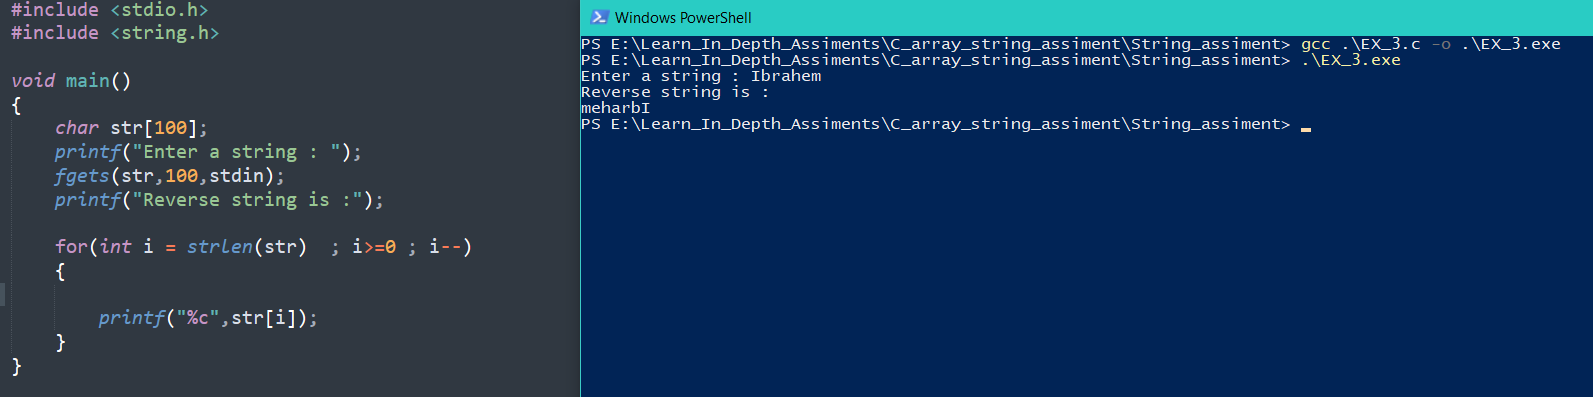 #include <stdio.h>
#include <string.h>
void main()
{
char str[100];
printf("Enter a string : ");
fgets(str,100,stdin);
printf("Reverse string is :");
for(int i = strlen(str)  ; i>=0 ; i--)
{
printf("%c",str[i]);
}
}
Windows PowerShell
PS E:\Learn_In_Depth_Assiments\C_array_string_assiment\String_assiment> gcc .\EX_3.c -o .\EX_3.exe
PS E:\Learn_In_Depth_Assiments\C_array_string_assiment\String_assiment> .\EX_3.exe
Enter a string : Ibrahem
Reverse string is :
meharbI
PS E:\Learn_In_Depth_Assiments\C_array_string_assiment\String_assiment>